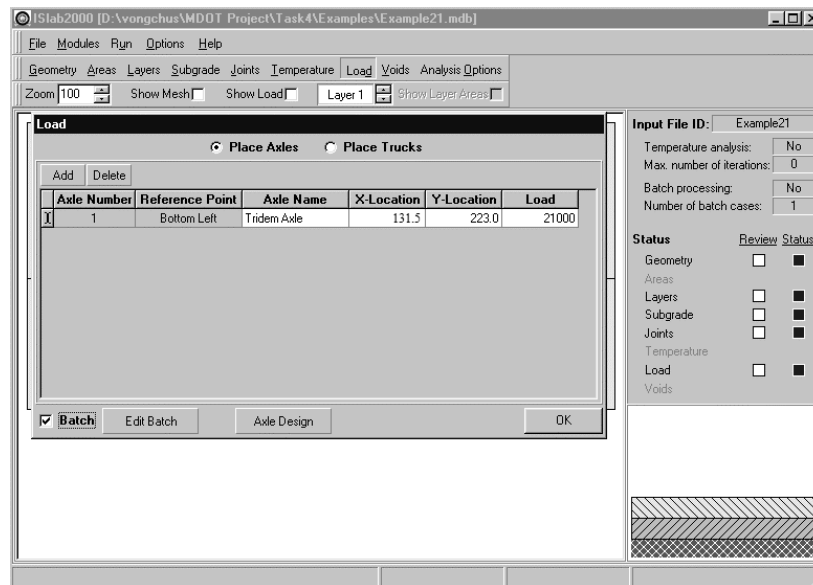 ISlab2000 [D:\vongchus\MDOT Project\Task4\Examples\Example21.mdb]
File Modules Run Options Help
Geometry Areas Layers Subgrade Joints Temperature Load Voids Analysis Options
Zoom 100 Show Mesh Show Load Layer 1 Show Layer Areas
Load
Place Axles Place Trucks
Add Delete
Axle Number Reference Point Axle Name X-Location Y-Location Load
1 Bottom Left Tridem Axle 131.5 223.0 21000
Batch Edit Batch Axle Design OK
Input File ID: Example21
Temperature analysis: No
Max. number of iterations: 0
Batch processing: No
Number of batch cases: 1
Status Review Status
Geometry
Areas
Layers
Subgrade
Joints
Temperature
Load
Voids